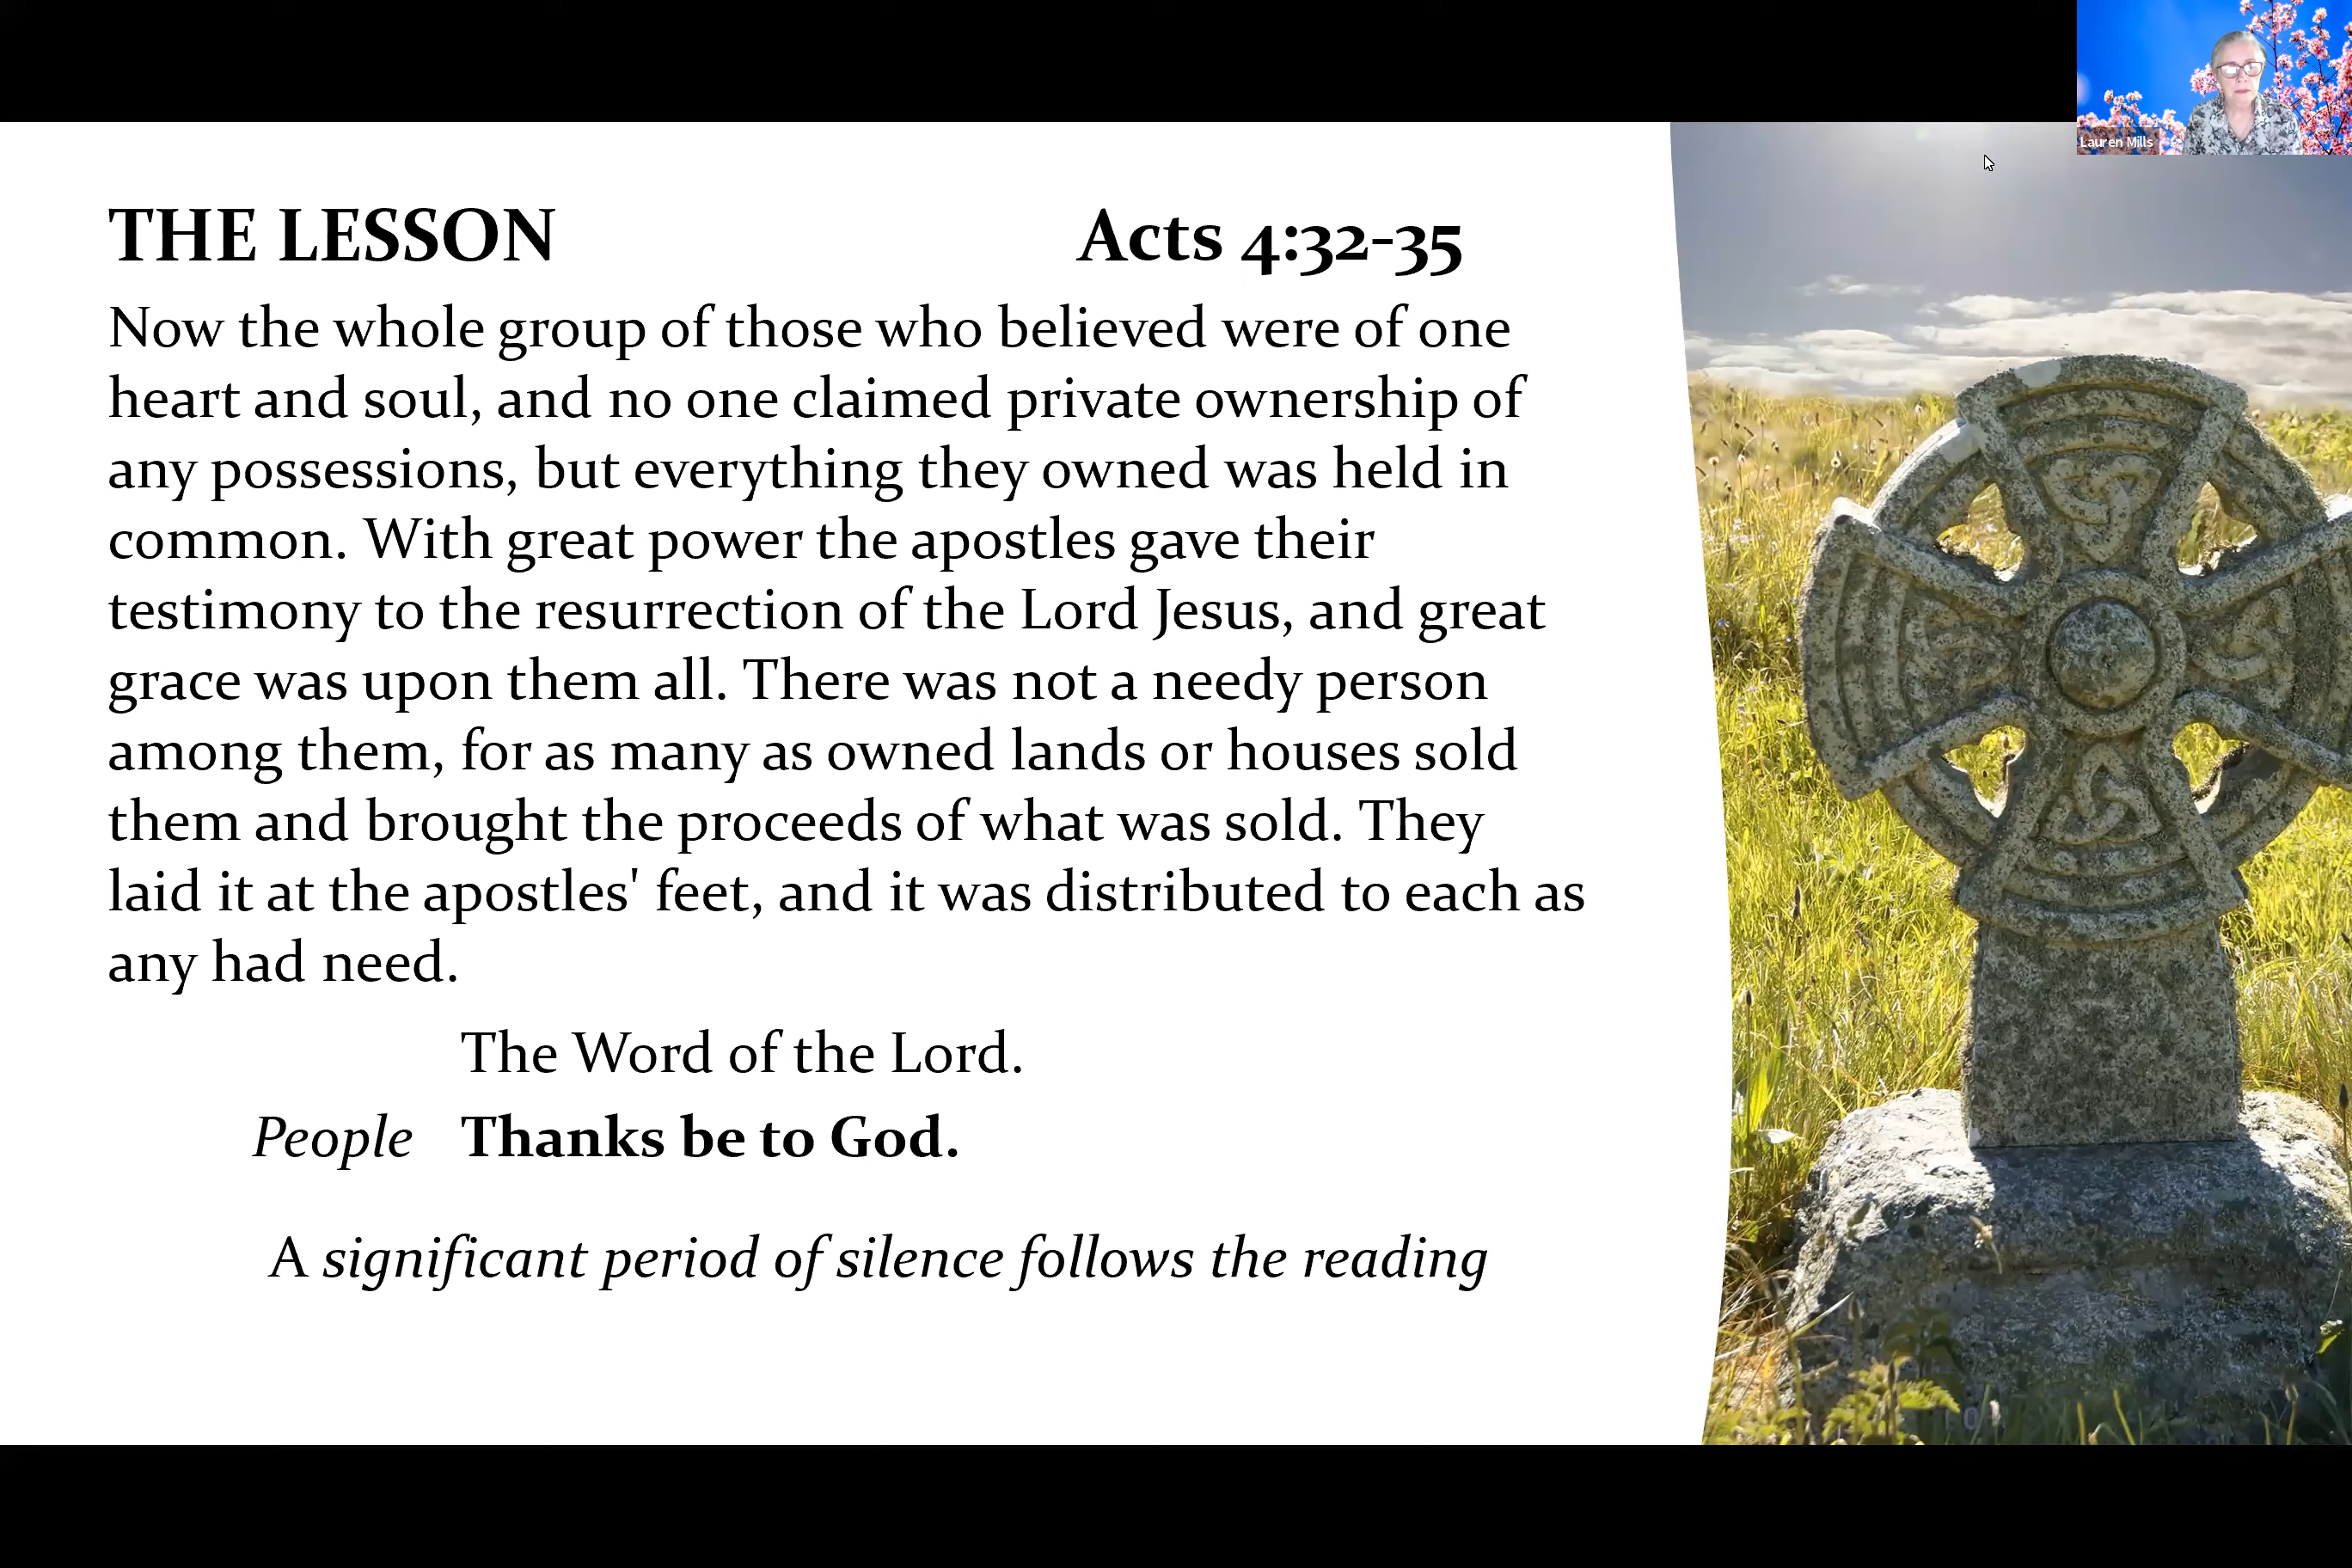 Lauren Mills
THE LESSON Acts 4:32-35
Now the whole group of those who believed were of one
heart and soul, and no one claimed private ownership of
any possessions, but everything they owned was held in
common. With great power the apostles gave their
testimony to the resurrection of the Lord Jesus, and great
grace was upon them all. There was not a needy person
among them, for as many as owned lands or houses sold
them and brought the proceeds of what was sold. They
laid it at the apostles' feet, and it was distributed to each as
any had need.
The Word of the Lord.
People Thanks be to God.
A significant period of silence follows the reading